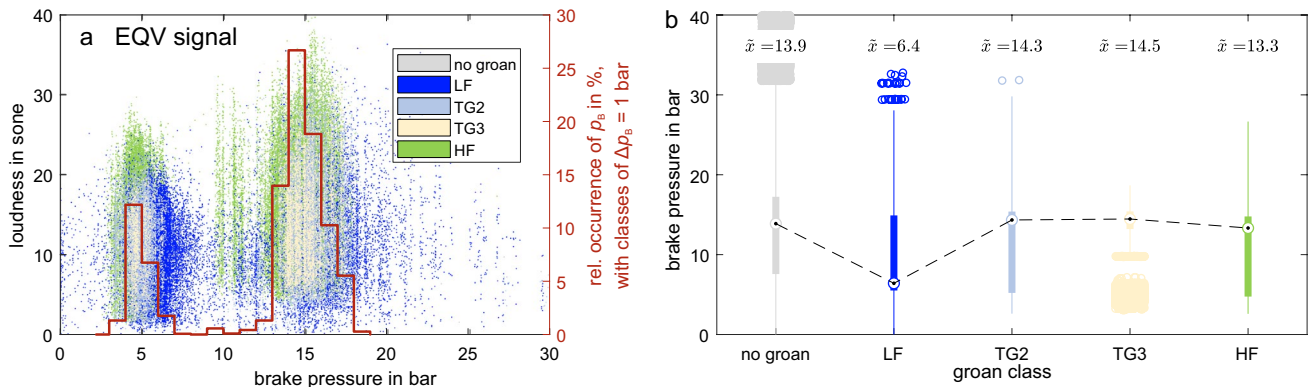 a EQV signal
40
30
20
10
0
loudness in sone
0 5 10 15 20 25 30
brake pressure in bar
no groan
LF
TG2
TG3
HF
30
25
20
15
10
5
0
rel. occurrence of p_B in %,
with classes of Δp_B = 1 bar
b
40
30
20
10
0
brake pressure in bar
x̃ =13.9 x̃ =6.4 x̃ =14.3 x̃ =14.5 x̃ =13.3
no groan LF TG2 TG3 HF
groan class